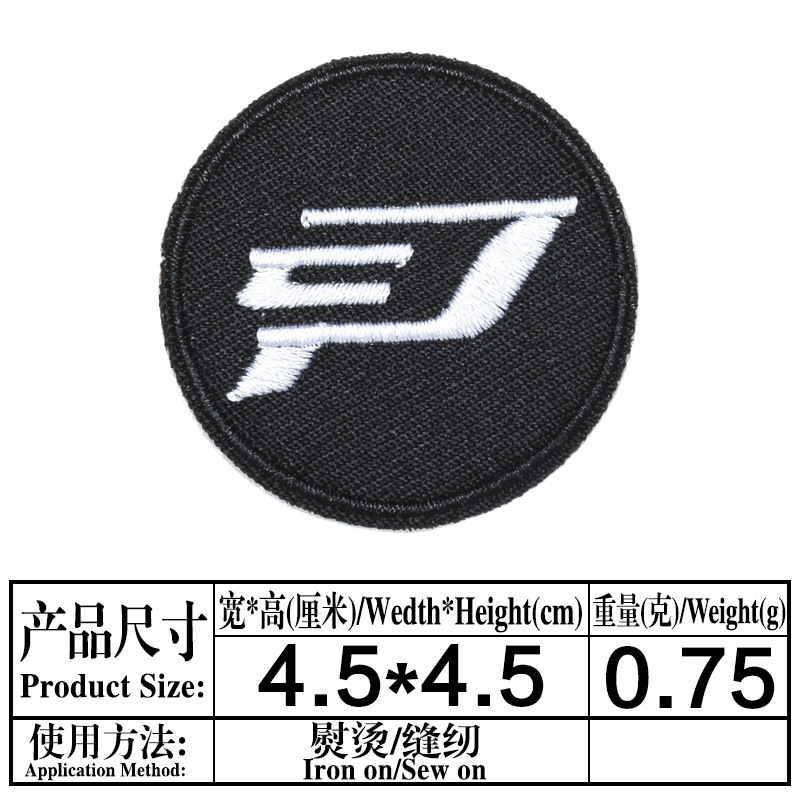 产品尺寸
Product Size:
宽*高(厘米)/Wedth*Height(cm)
重量(克)/Weight(g)
4.5*4.5
0.75
使用方法:
Application Method:
熨烫/缝纫
Iron on/Sew on